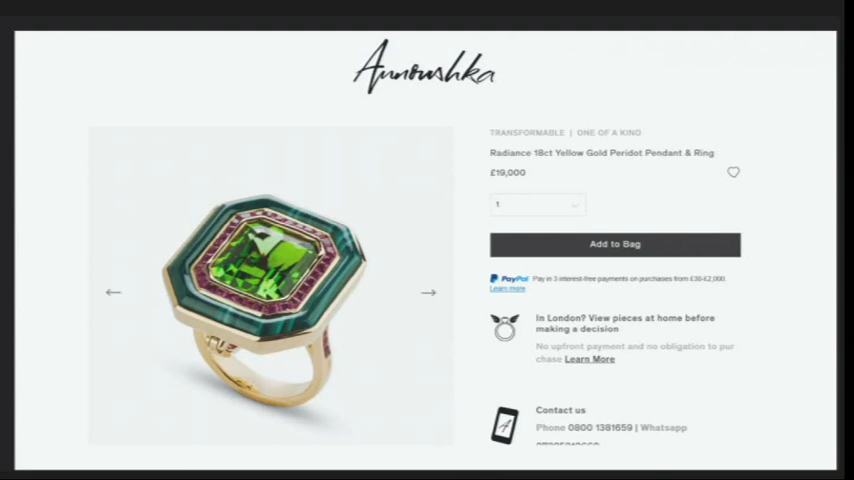 Annoushka
TRANSFORMABLE | ONE OF A KIND
Radiance 18ct Yellow Gold Peridot Pendant & Ring
£19,000
1
Add to Bag
PayPal Pay in 3 interest-free payments on purchases from £30-£2,000.
Learn more
In London? View pieces at home before
making a decision
No upfront payment and no obligation to pur
chase Learn More
Contact us
Phone 0800 1381659 | Whatsapp